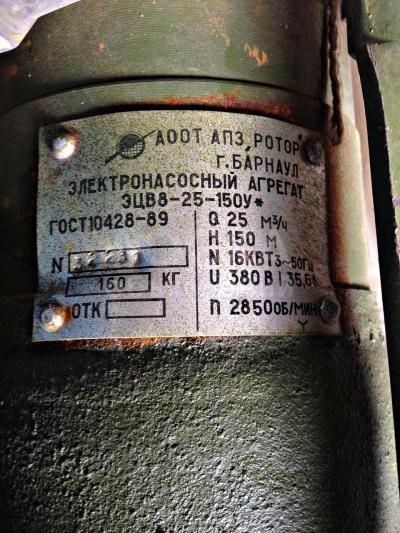 АООТ АПЗ„РОТОР
г. БАРНАУЛ
ЭЛЕКТРОНАСОСНЫЙ АГРЕГАТ
ЭЦВ8-25-150У*
ГОСТ10428-89
N
160 КГ
ОТК
Q 25 М³/Ч
H 150 М
N 16КВТ3~50ГЦ
U 380 В I 35,6А
n 2850ОБ/МИН